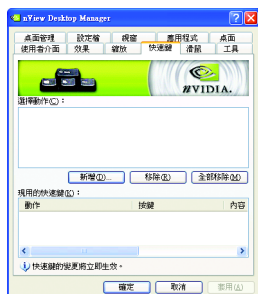 nView Desktop Manager
桌面管理 設定檔 視窗 應用程式 桌面
使用者介面 效果 縮放 快速鍵 滑鼠 工具
NVIDIA.
選擇動作(C)：
新增(D)... 移除(R) 全部移除(M)
現用的快速鍵(E)：
動作 按鍵 內容
快速鍵的變更將立即生效。
確定 取消 套用(A)